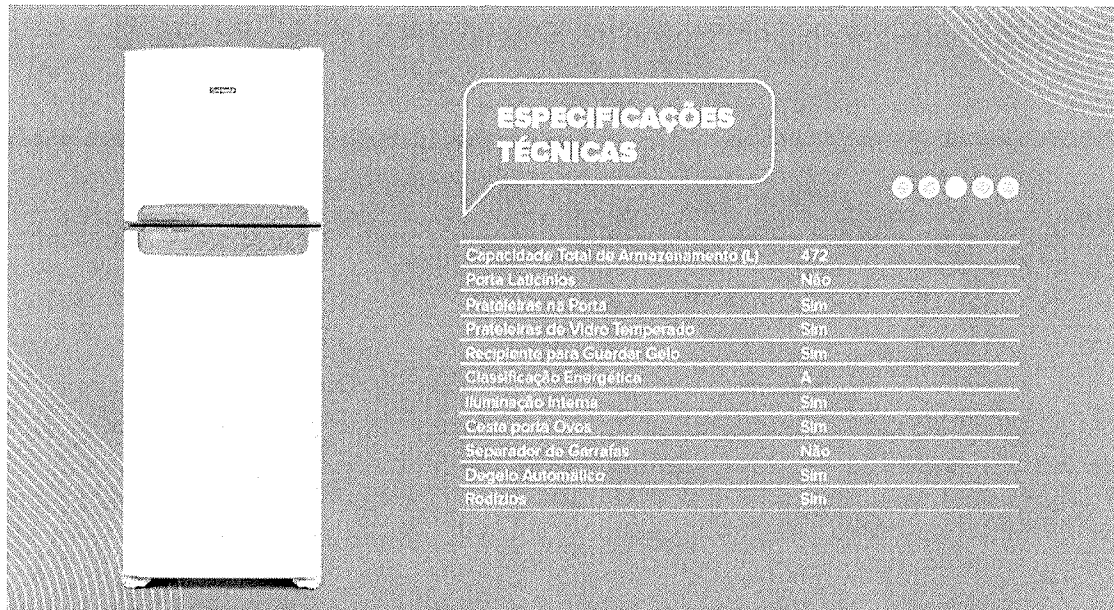 ESPECIFICAÇÕES
TÉCNICAS
Capacidade Total de Armazenamento (L) 472
Porta Laticínios Não
Prateleiras na Porta Sim
Prateleiras de Vidro Temperado Sim
Recipiente para Guardar Gelo Sim
Classificação Energética A
Iluminação Interna Sim
Cesta porta Ovos Sim
Separador de Garrafas Não
Degelo Automático Sim
Rodízios Sim